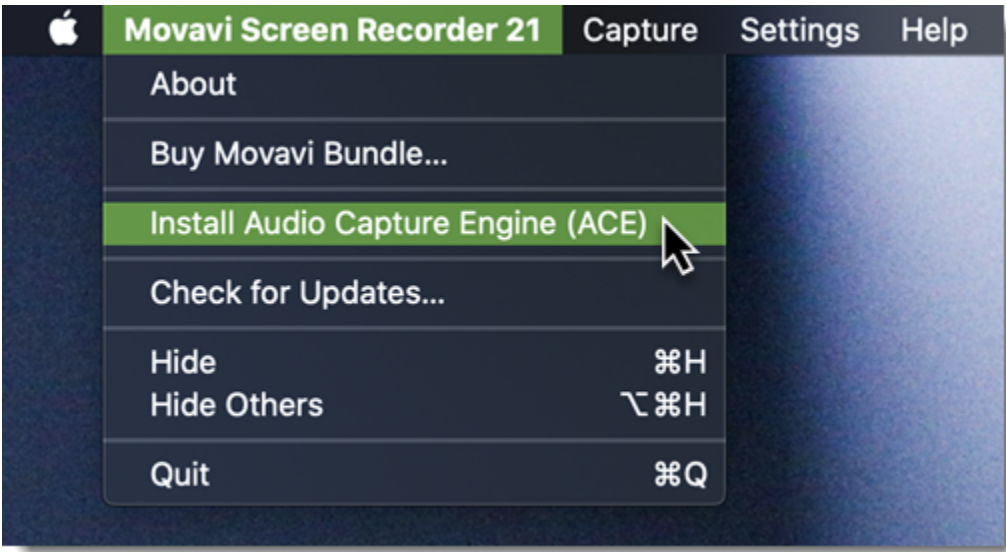 Movavi Screen Recorder 21 Capture Settings Help
About
Buy Movavi Bundle...
Install Audio Capture Engine (ACE)
Check for Updates...
Hide ⌘H
Hide Others ⌥⌘H
Quit ⌘Q